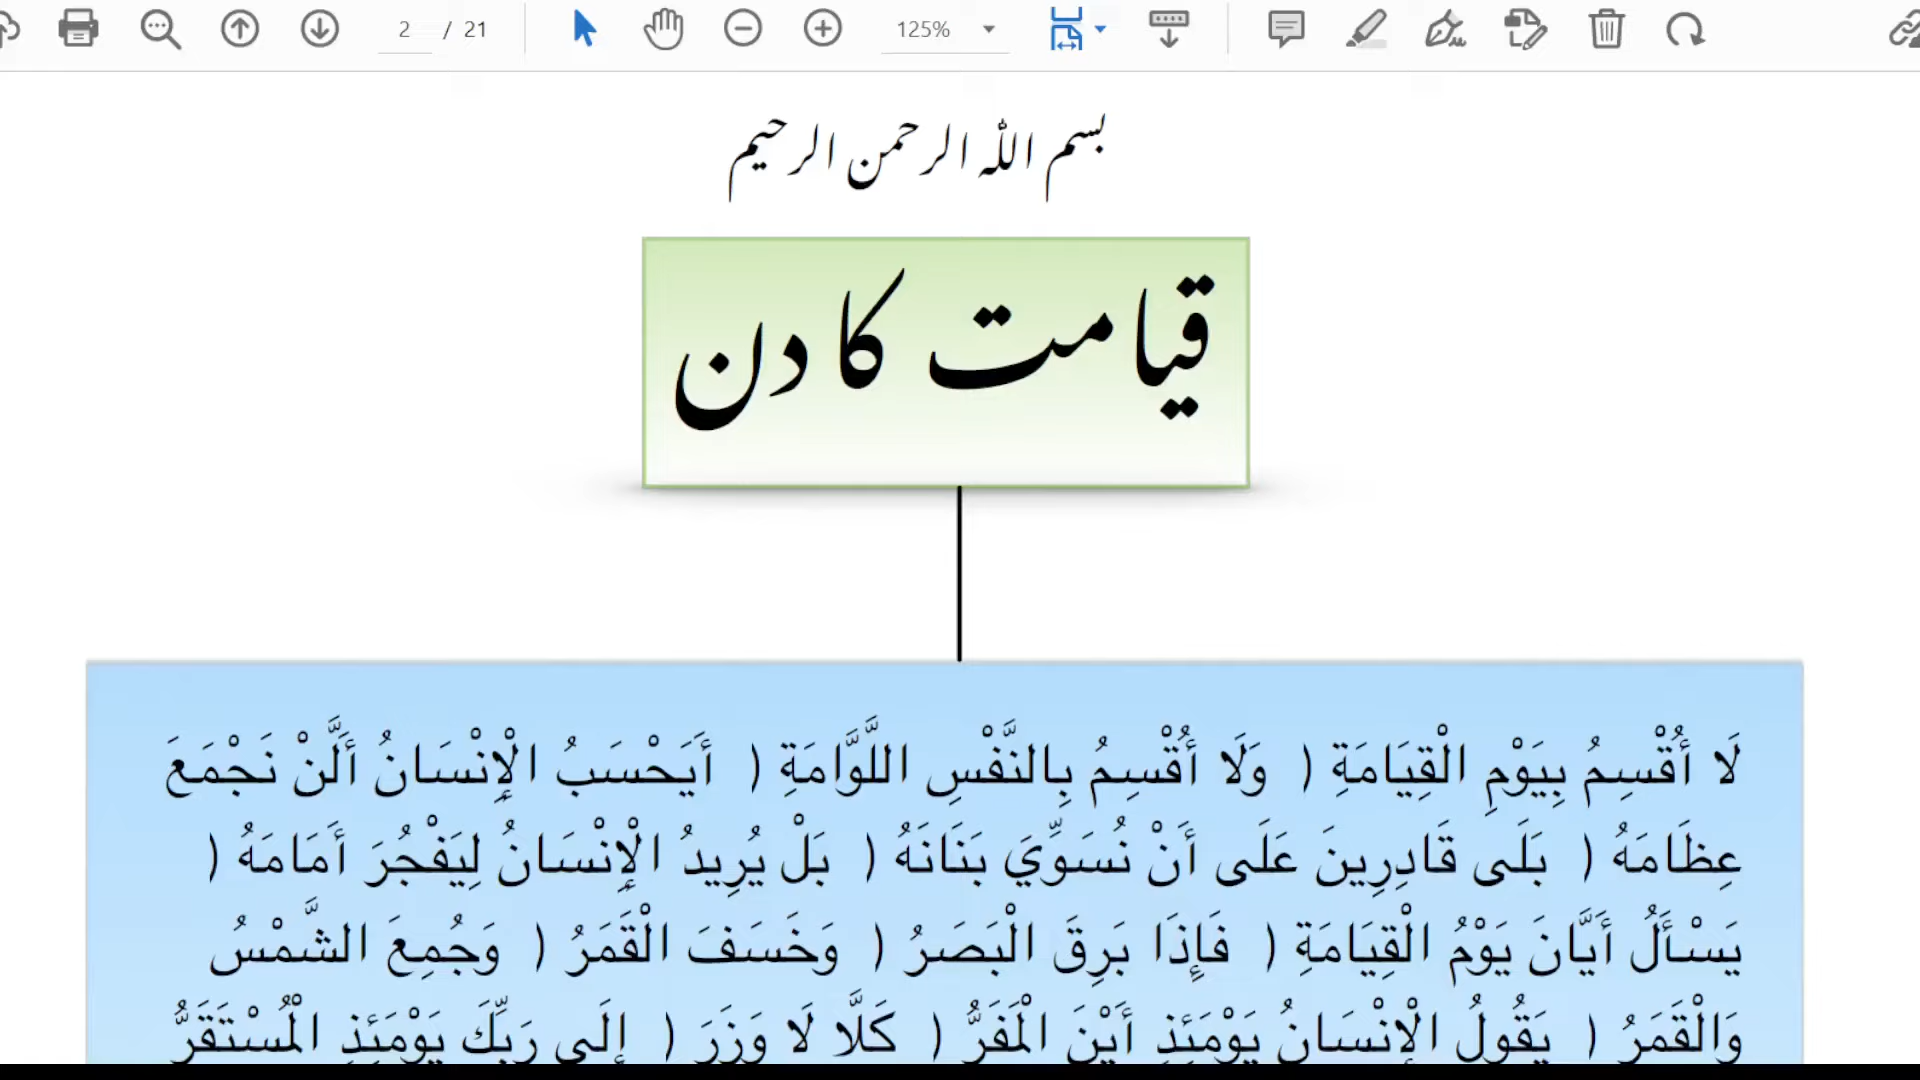 2 / 21 125%
بسم اللہ الرحمن الرحیم
قیامت کا دن
لَا أُقْسِمُ بِيَوْمِ الْقِيَامَةِ ( وَلَا أُقْسِمُ بِالنَّفْسِ اللَّوَّامَةِ ( أَيَحْسَبُ الْإِنْسَانُ أَلَّنْ نَجْمَعَ
عِظَامَهُ ( بَلَى قَادِرِينَ عَلَى أَنْ نُسَوِّيَ بَنَانَهُ ( بَلْ يُرِيدُ الْإِنْسَانُ لِيَفْجُرَ أَمَامَهُ (
يَسْأَلُ أَيَّانَ يَوْمُ الْقِيَامَةِ ( فَإِذَا بَرِقَ الْبَصَرُ ( وَخَسَفَ الْقَمَرُ ( وَجُمِعَ الشَّمْسُ
وَالْقَمَرُ ( يَقُولُ الْإِنْسَانُ يَوْمَئِذٍ أَيْنَ الْمَفَرُّ ( كَلَّا لَا وَزَرَ ( إِلَى رَبِّكَ يَوْمَئِذٍ الْمُسْتَقَرُّ